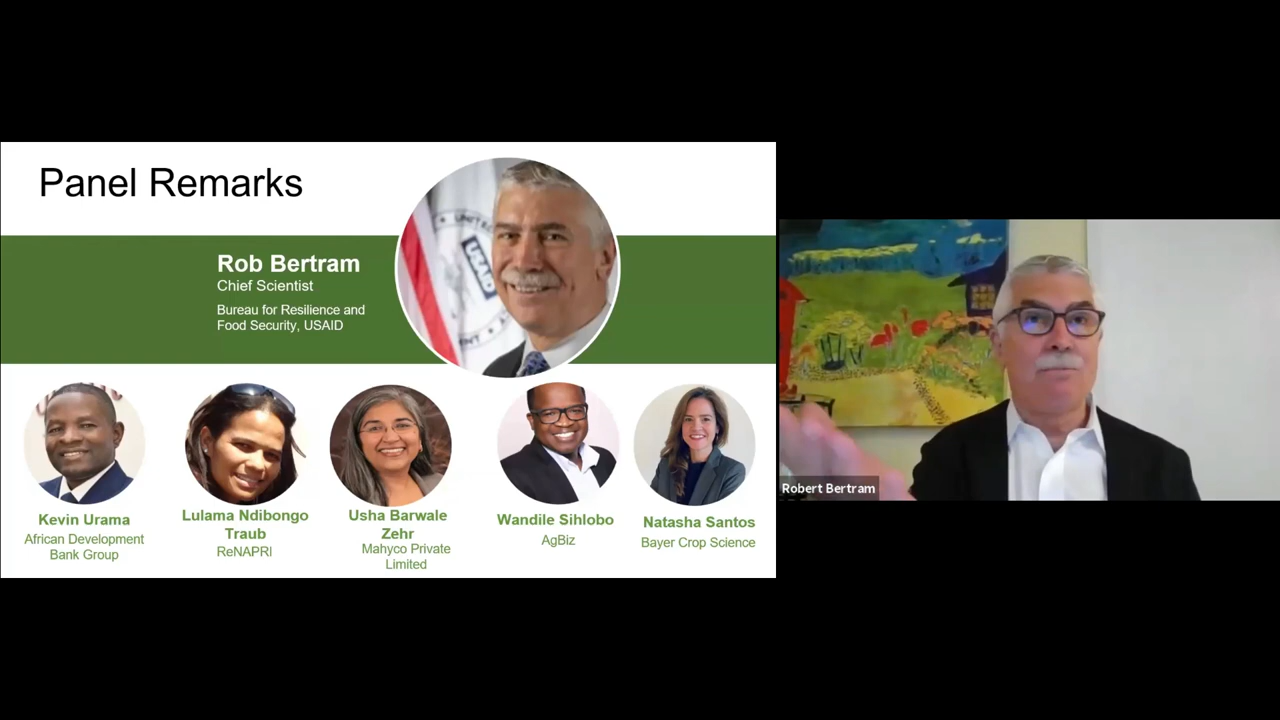 Panel Remarks
Rob Bertram
Chief Scientist
Bureau for Resilience and
Food Security, USAID
USAID
Kevin Urama
African Development
Bank Group
Lulama Ndibongo
Traub
ReNAPRI
Usha Barwale
Zehr
Mahyco Private
Limited
Wandile Sihlobo
AgBiz
Natasha Santos
Bayer Crop Science
Robert Bertram